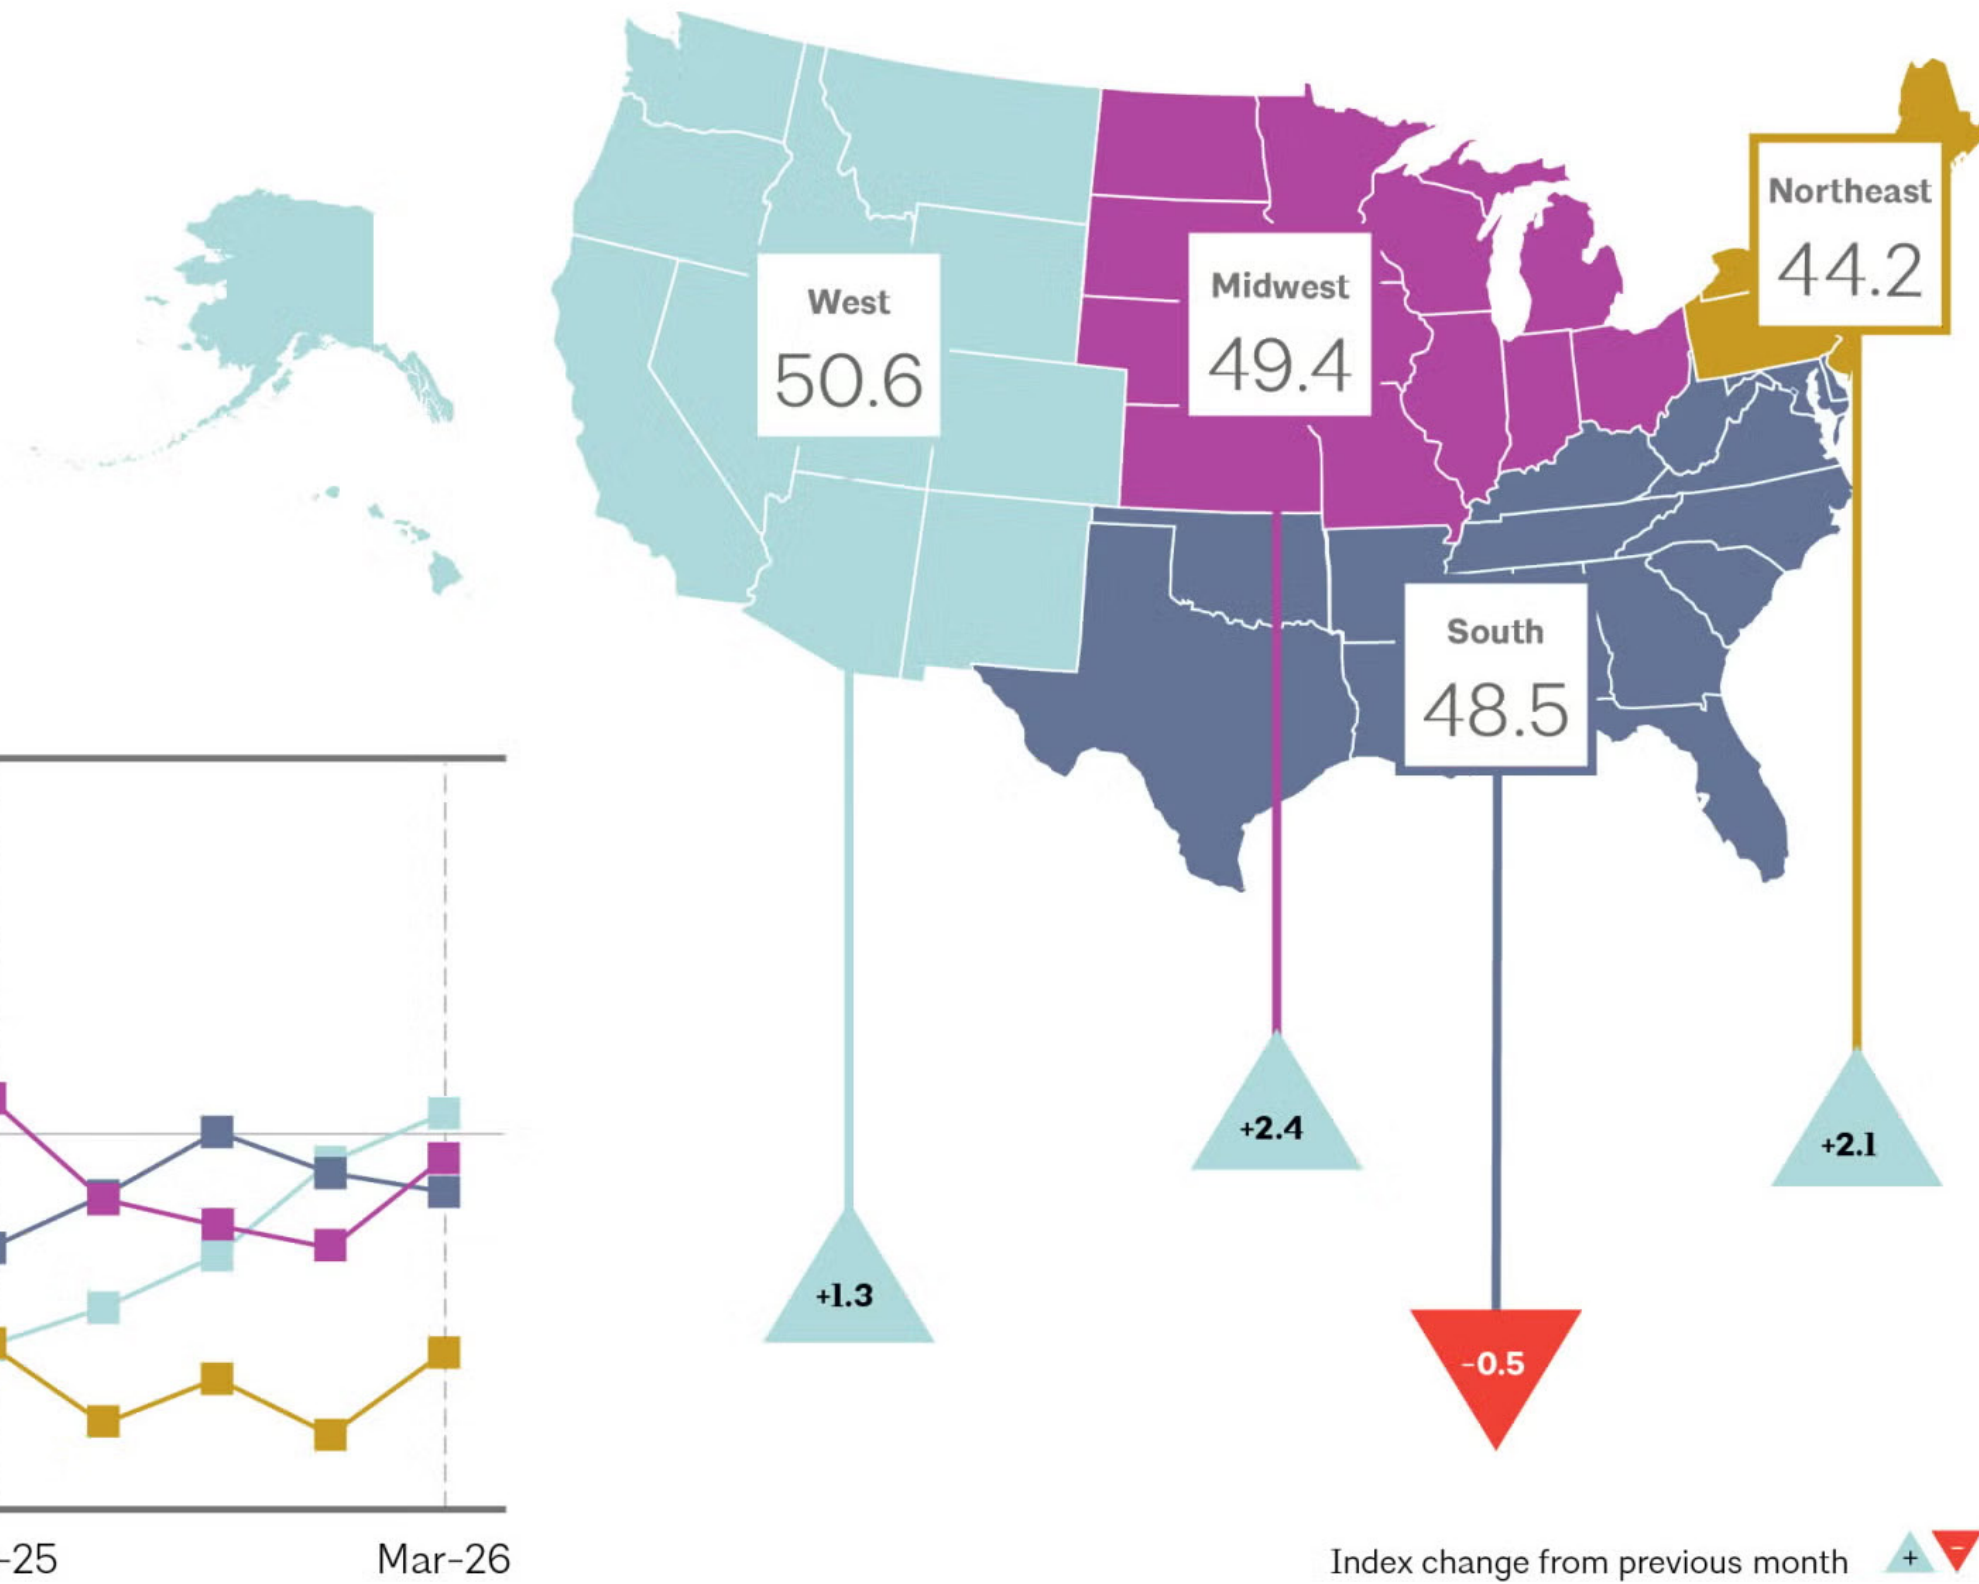 Northeast
44.2
West
50.6
Midwest
49.4
South
48.5
+2.4
+2.1
+1.3
-0.5
-25
Mar-26
Index change from previous month
+
-